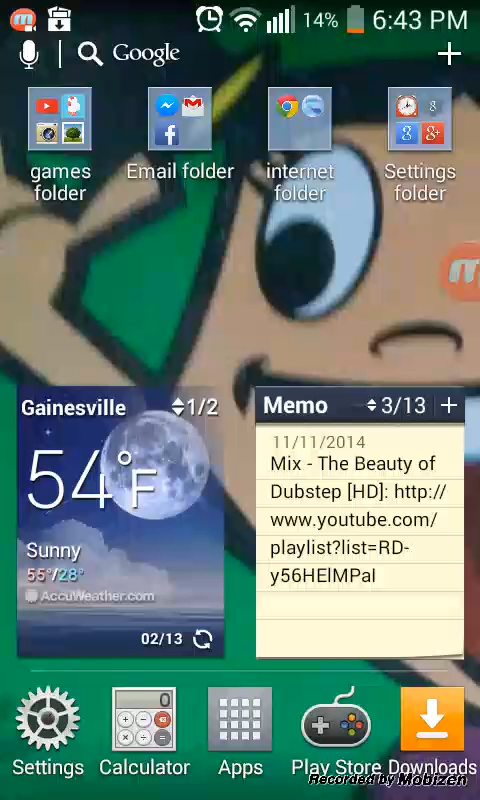 14% 6:43 PM
Google
games
folder
Email folder
internet
folder
Settings
folder
Gainesville 1/2
54°F
Sunny
55°/28°
AccuWeather.com
02/13
Memo 3/13 +
11/11/2014
Mix - The Beauty of
Dubstep [HD]: http://
www.youtube.com/
playlist?list=RD-
y56HElMPaI
Settings
Calculator
Apps
Play Store
Downloads
Recorded by Mobizen